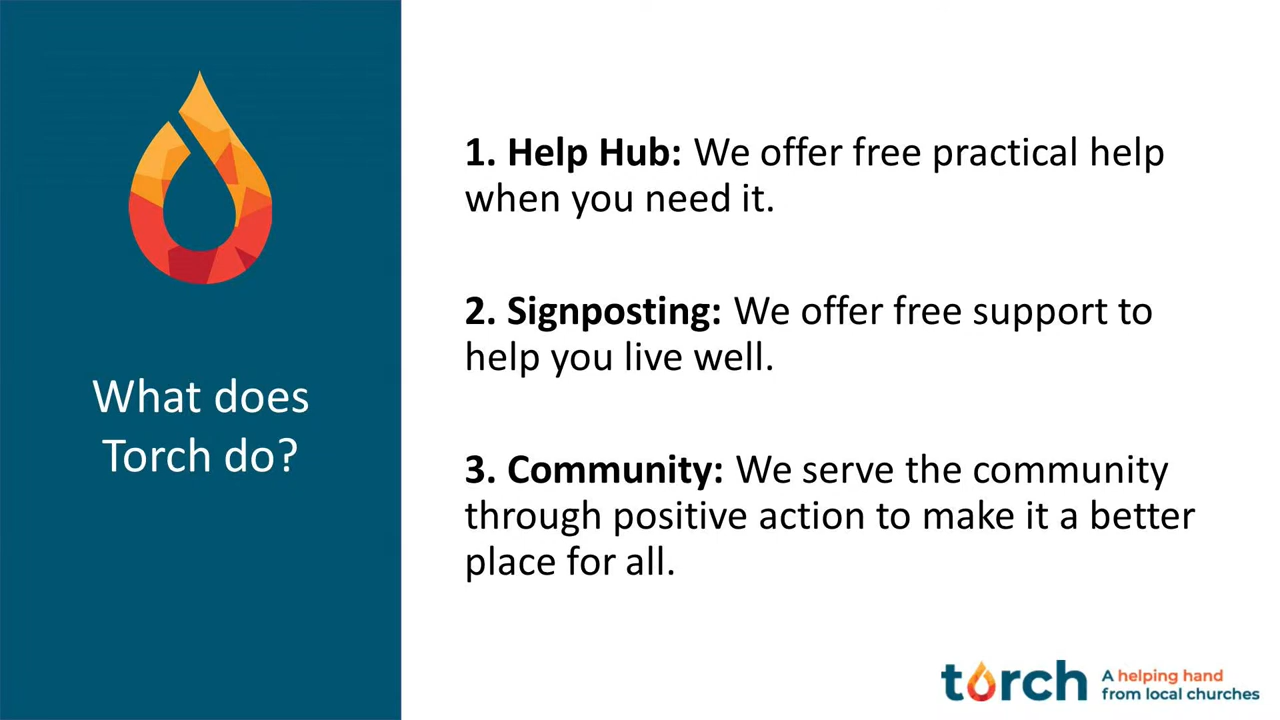 What does
Torch do?
1. Help Hub: We offer free practical help
when you need it.
2. Signposting: We offer free support to
help you live well.
3. Community: We serve the community
through positive action to make it a better
place for all.
torch
A helping hand
from local churches